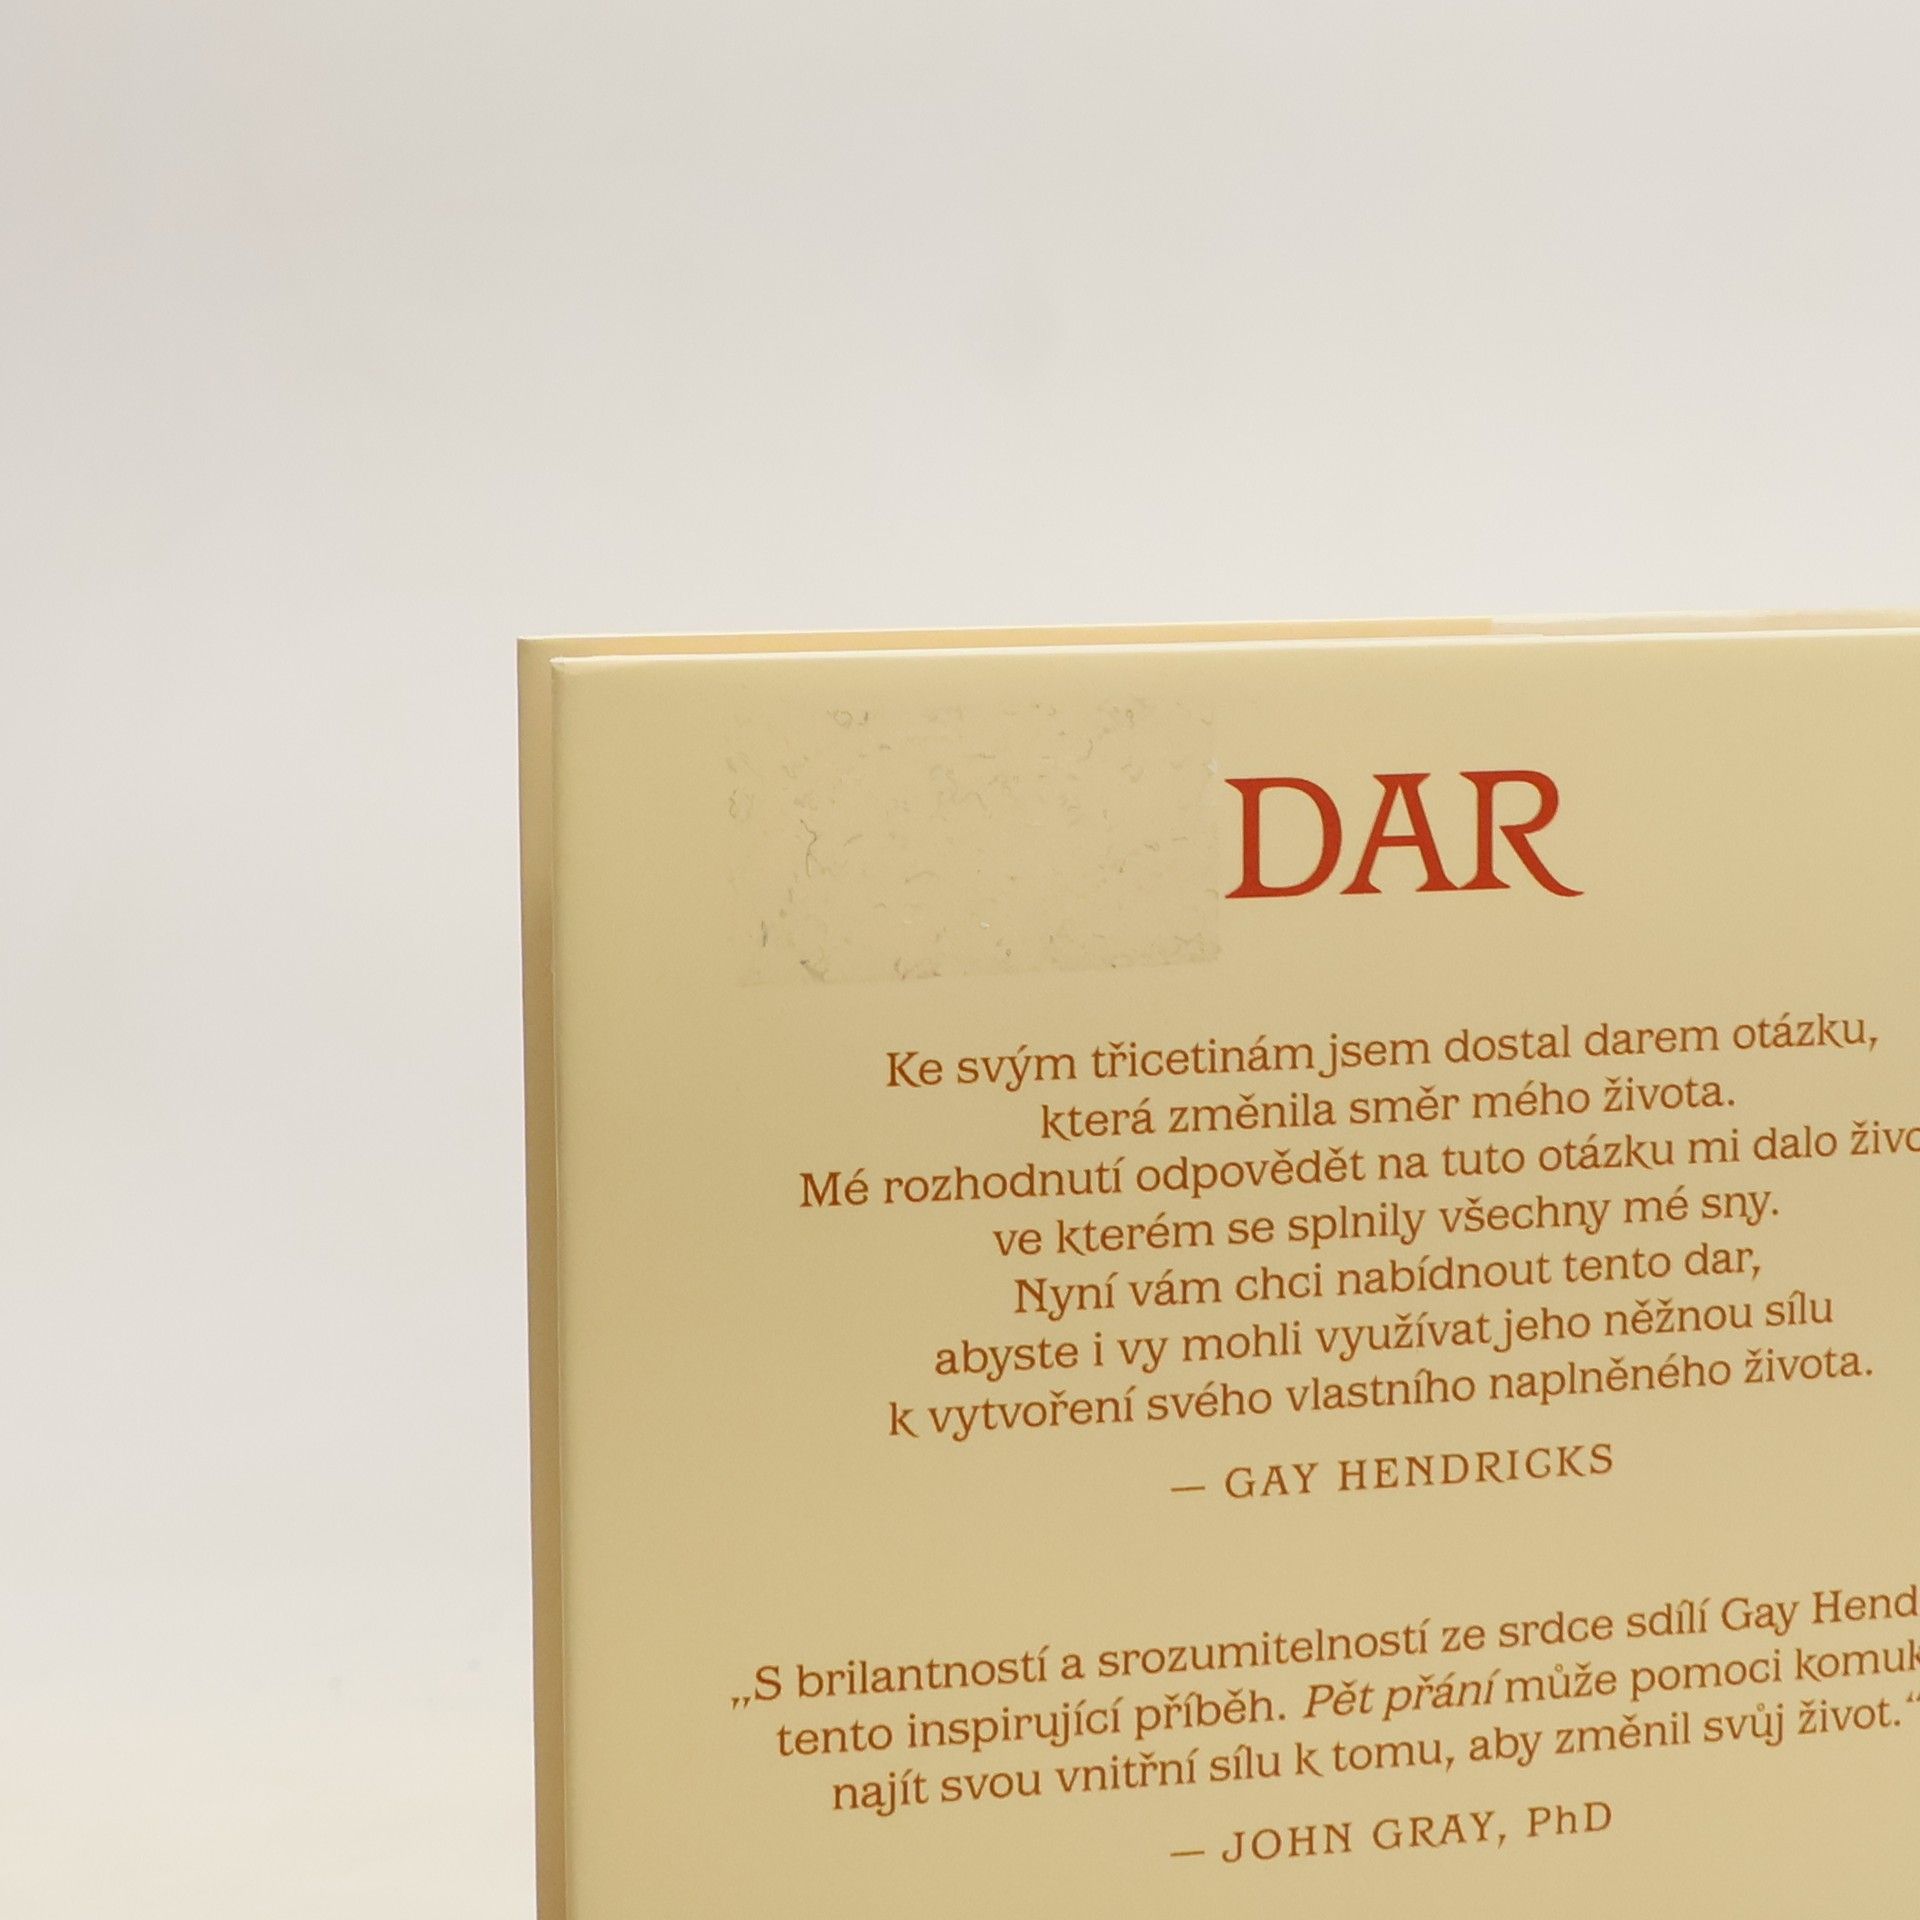 DAR
Ke svým třicetinám jsem dostal darem otázku,
která změnila směr mého života.
Mé rozhodnutí odpovědět na tuto otázku mi dalo
ve kterém se splnily všechny mé sny.
Nyní vám chci nabídnout tento dar,
abyste i vy mohli využívat jeho něžnou sílu
k vytvoření svého vlastního naplněného života.
— GAY HENDRICKS
„S brilantností a srozumitelností ze srdce sdílí Gay
tento inspirující příběh. Pět přání může pomoci
najít svou vnitřní sílu k tomu, aby změnil svůj život.“
— JOHN GRAY, PhD